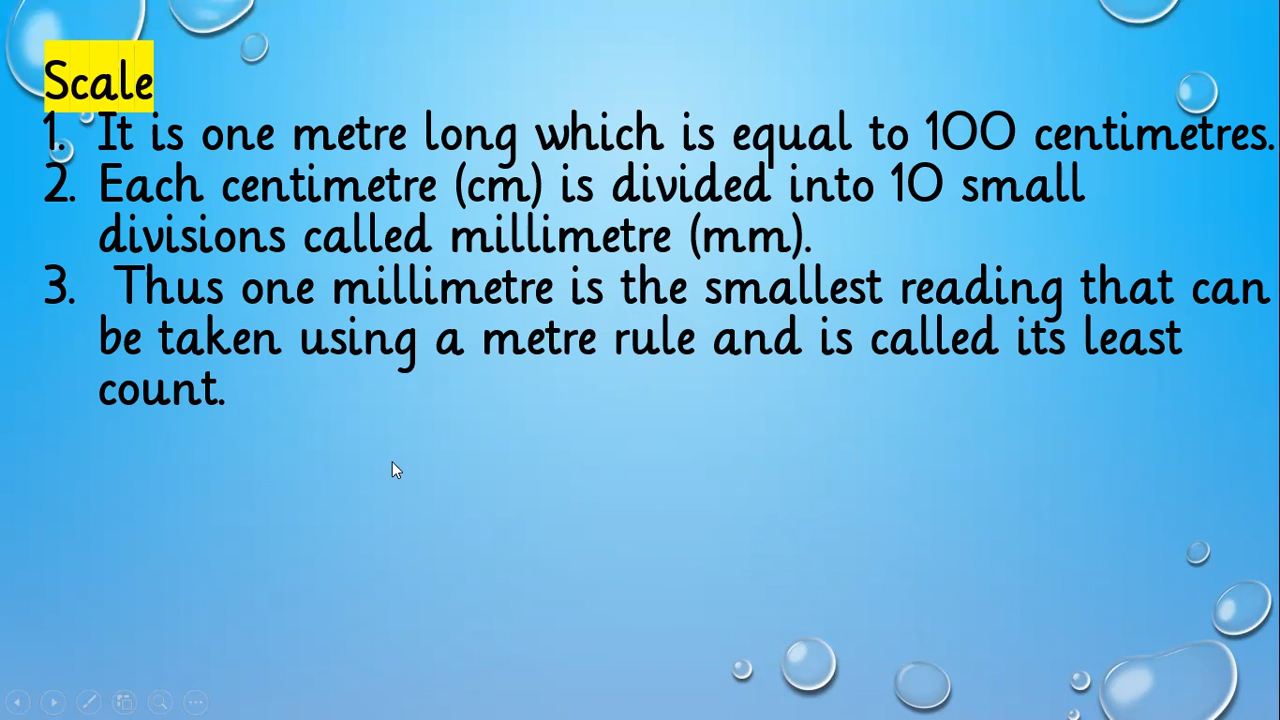 Scale
1. It is one metre long which is equal to 100 centimetres.
2. Each centimetre (cm) is divided into 10 small
divisions called millimetre (mm).
3. Thus one millimetre is the smallest reading that can
be taken using a metre rule and is called its least
count.